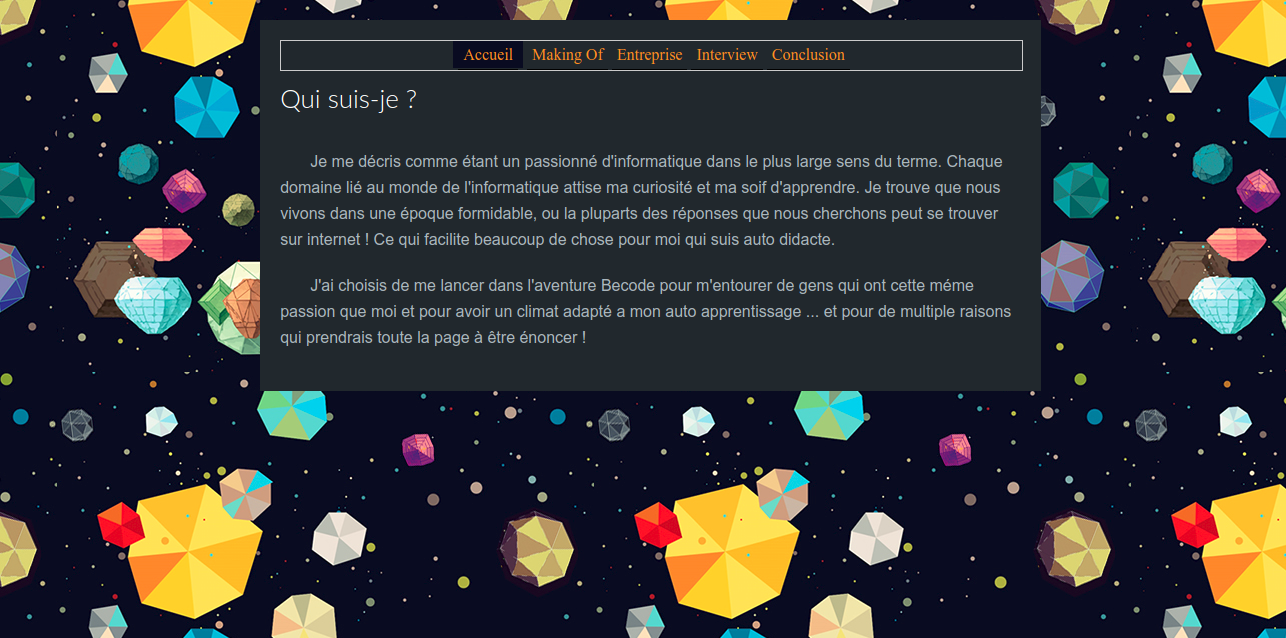 Accueil Making Of Entreprise Interview Conclusion
Qui suis-je ?
Je me décris comme étant un passionné d'informatique dans le plus large sens du terme. Chaque
domaine lié au monde de l'informatique attise ma curiosité et ma soif d'apprendre. Je trouve que nous
vivons dans une époque formidable, ou la pluparts des réponses que nous cherchons peut se trouver
sur internet ! Ce qui facilite beaucoup de chose pour moi qui suis auto didacte.
J'ai choisis de me lancer dans l'aventure Becode pour m'entourer de gens qui ont cette méme
passion que moi et pour avoir un climat adapté a mon auto apprentissage ... et pour de multiple raisons
qui prendrais toute la page à être énoncer !